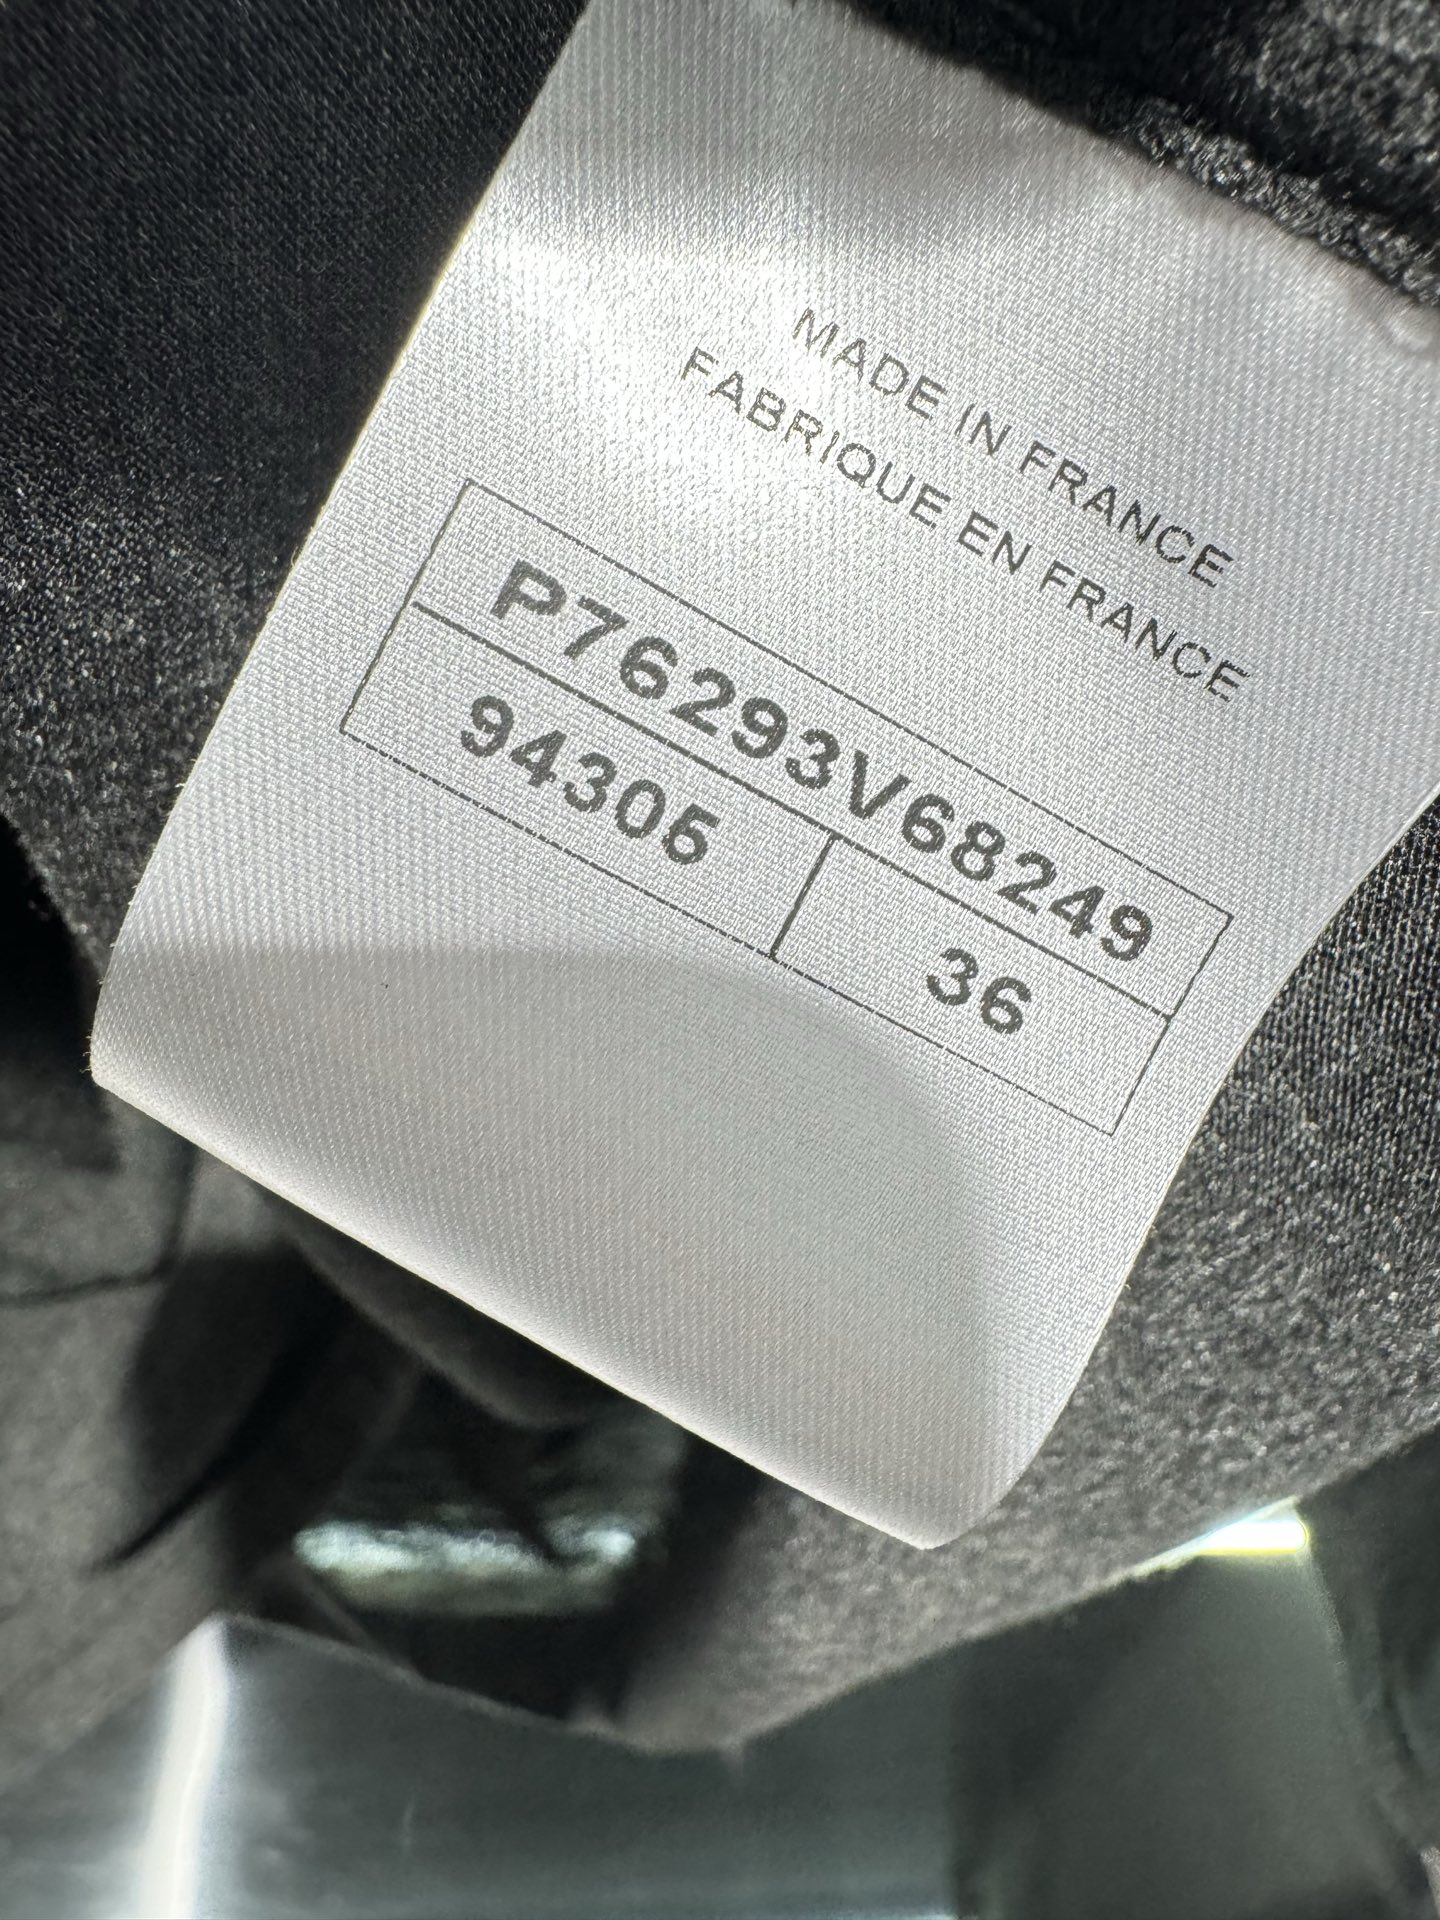 MADE IN FRANCE
FABRIQUE EN FRANCE
P76293V68249
94305 36